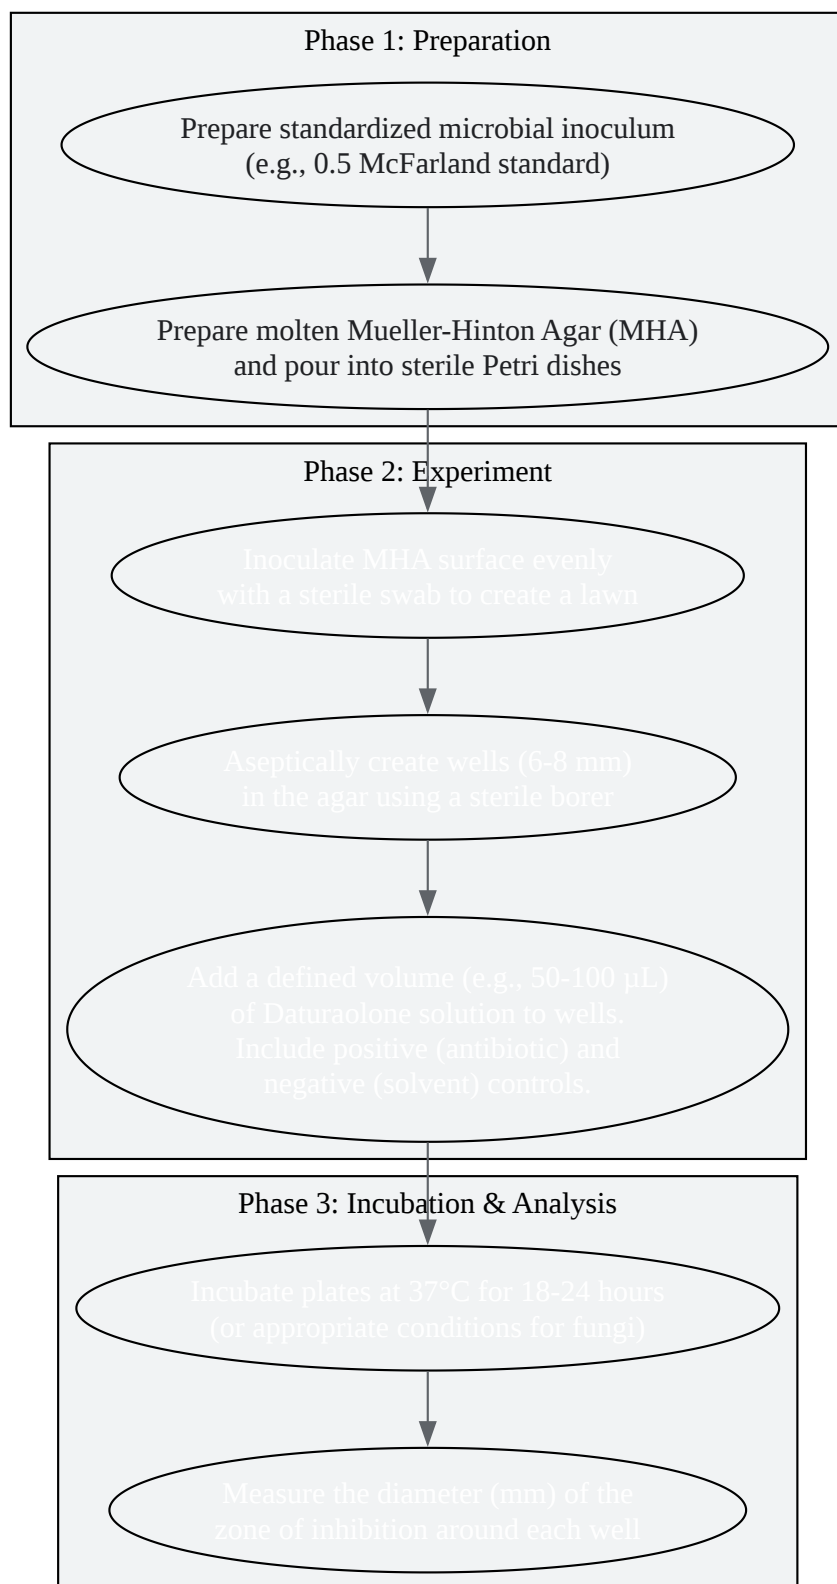 Phase 1: Preparation
Prepare standardized microbial inoculum
(e.g., 0.5 McFarland standard)
Prepare molten Mueller-Hinton Agar (MHA)
and pour into sterile Petri dishes
Phase 2: Experiment
Inoculate MHA surface evenly
with a sterile swab to create a lawn
Aseptically create wells (6-8 mm)
in the agar using a sterile borer
Add a defined volume (e.g., 50-100 µL)
of Daturaolone solution to wells.
Include positive (antibiotic) and
negative (solvent) controls.
Phase 3: Incubation & Analysis
Incubate plates at 37°C for 18-24 hours
(or appropriate conditions for fungi)
Measure the diameter (mm) of the
zone of inhibition around each well